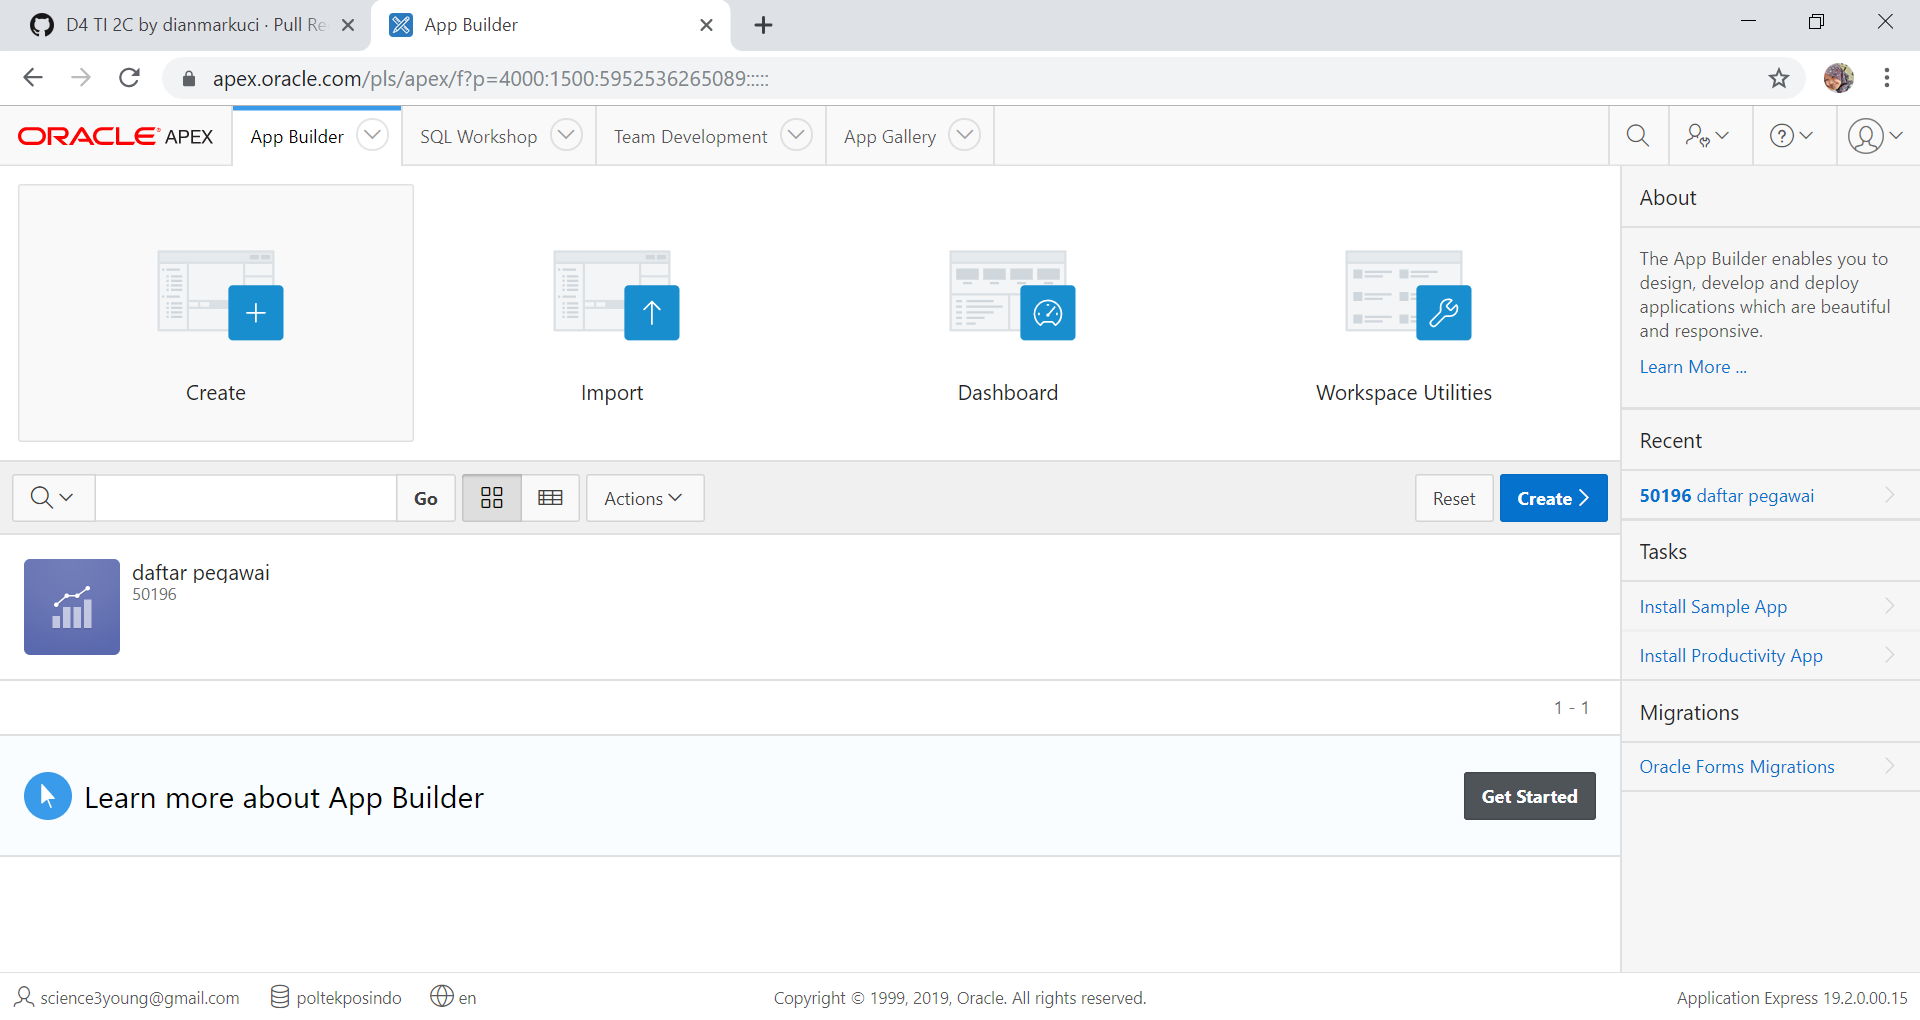 D4 TI 2C by dianmarkuci · Pull Re
App Builder
apex.oracle.com/pls/apex/f?p=4000:1500:5952536265089:::::
ORACLE APEX
App Builder
SQL Workshop
Team Development
App Gallery
Create
Import
Dashboard
Workspace Utilities
Go
Actions
Reset
Create
daftar pegawai
50196
1 - 1
Learn more about App Builder
Get Started
About
The App Builder enables you to
design, develop and deploy
applications which are beautiful
and responsive.
Learn More ...
Recent
50196 daftar pegawai
Tasks
Install Sample App
Install Productivity App
Migrations
Oracle Forms Migrations
science3young@gmail.com
poltekposindo
en
Copyright © 1999, 2019, Oracle. All rights reserved.
Application Express 19.2.0.00.15